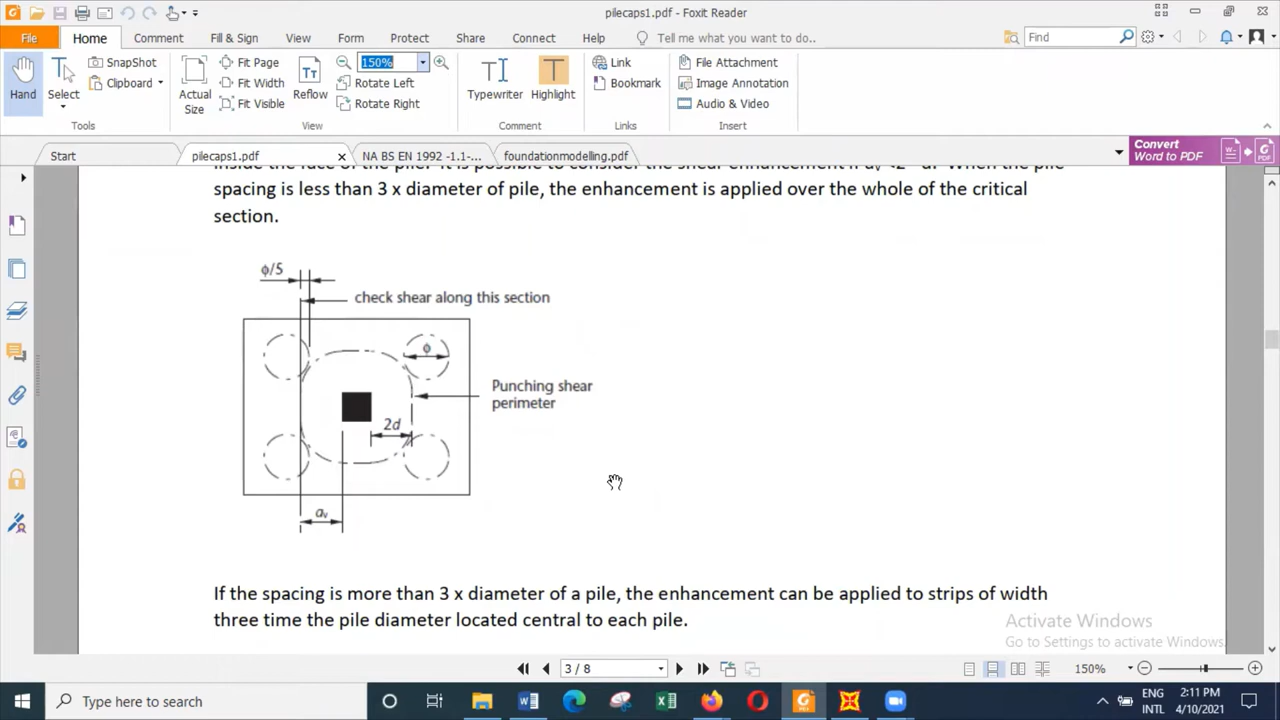 pilecaps1.pdf - Foxit Reader
File
Home
Comment
Fill & Sign
View
Form
Protect
Share
Connect
Help
Tell me what you want to do..
Find
Hand
Select
SnapShot
Clipboard
Tools
Actual
Size
Fit Page
Fit Width
Fit Visible
Reflow
150%
Rotate Left
Rotate Right
View
Typewriter
Highlight
Comment
Link
Bookmark
Links
File Attachment
Image Annotation
Audio & Video
Insert
Start
pilecaps1.pdf
NA BS EN 1992 -1.1-...
foundationmodelling.pdf
Convert
Word to PDF
spacing is less than 3 x diameter of pile, the enhancement is applied over the whole of the critical
section.
ϕ/5
check shear along this section
ϕ
Punching shear
perimeter
2d
av
If the spacing is more than 3 x diameter of a pile, the enhancement can be applied to strips of width
three time the pile diameter located central to each pile.
Activate Windows
Go to Settings to activate Windows.
3 / 8
150%
Type here to search
ENG
INTL
2:11 PM
4/10/2021